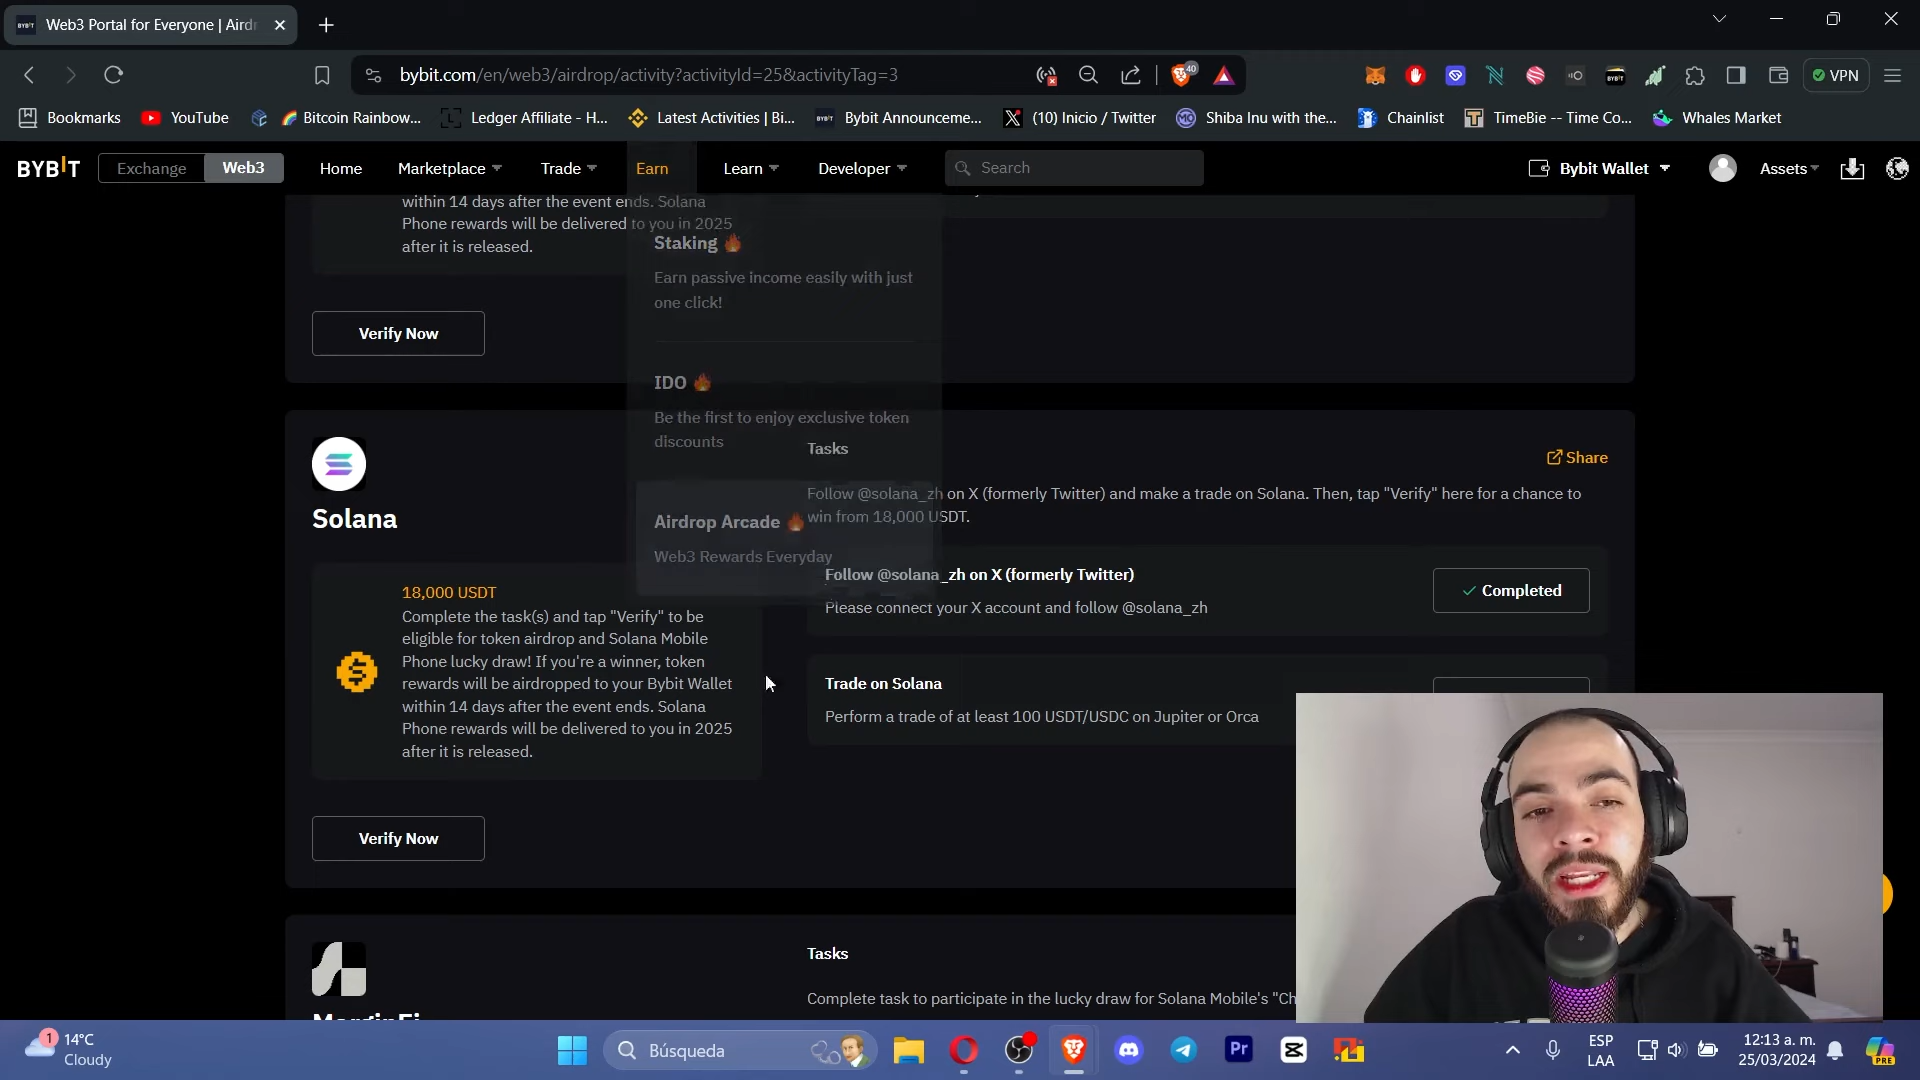 Web3 Portal for Everyone | Aird
bybit.com/en/web3/airdrop/activity?activityId=25&activityTag=3
40
VPN
Bookmarks
YouTube
Bitcoin Rainbow...
Ledger Affiliate - H...
Latest Activities | Bi...
Bybit Announceme...
(10) Inicio / Twitter
Shiba Inu with the...
Chainlist
TimeBie -- Time Co...
Whales Market
BYBIT
Exchange
Web3
Home
Marketplace
Trade
Earn
Learn
Developer
Search
Bybit Wallet
Assets
within 14 days after the event ends. Solana
Phone rewards will be delivered to you in 2025
after it is released.
Verify Now
Staking
Earn passive income easily with just
one click!
IDO
Be the first to enjoy exclusive token
discounts
Airdrop Arcade
Web3 Rewards Everyday
Solana
18,000 USDT
Complete the task(s) and tap "Verify" to be
eligible for token airdrop and Solana Mobile
Phone lucky draw! If you're a winner, token
rewards will be airdropped to your Bybit Wallet
within 14 days after the event ends. Solana
Phone rewards will be delivered to you in 2025
after it is released.
Verify Now
Tasks
Share
Follow @solana_zh on X (formerly Twitter) and make a trade on Solana. Then, tap "Verify" here for a chance to
win from 18,000 USDT.
Follow @solana_zh on X (formerly Twitter)
Please connect your X account and follow @solana_zh
Completed
Trade on Solana
Perform a trade of at least 100 USDT/USDC on Jupiter or Orca
Tasks
Complete task to participate in the lucky draw for Solana Mobile's "Ch
MarginFi
1
14°C
Cloudy
Búsqueda
Pr
ESP
LAA
12:13 a. m.
25/03/2024
PRE